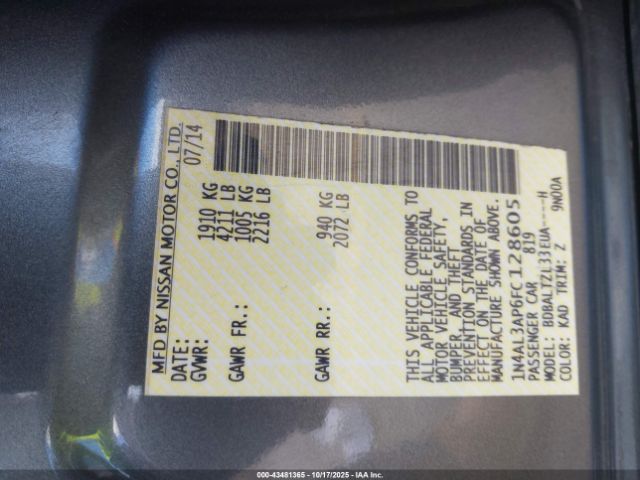 MFD BY NISSAN MOTOR CO., LTD.
DATE: 07/14
GVWR: 1910 KG
4211 LB
GAWR FR.: 1005 KG
2216 LB
GAWR RR.: 940 KG
2072 LB
THIS VEHICLE CONFORMS TO
ALL APPLICABLE FEDERAL
MOTOR VEHICLE SAFETY,
BUMPER, AND THEFT
PREVENTION STANDARDS IN
EFFECT ON THE DATE OF
MANUFACTURE SHOWN ABOVE.
1N4AL3AP6FC128605
PASSENGER CAR 819
MODEL: BDBALTZL33EUA----H
COLOR: KAD TRIM: Z 9N00A
00-43481365 - 10/17/2025 - IAA Inc.